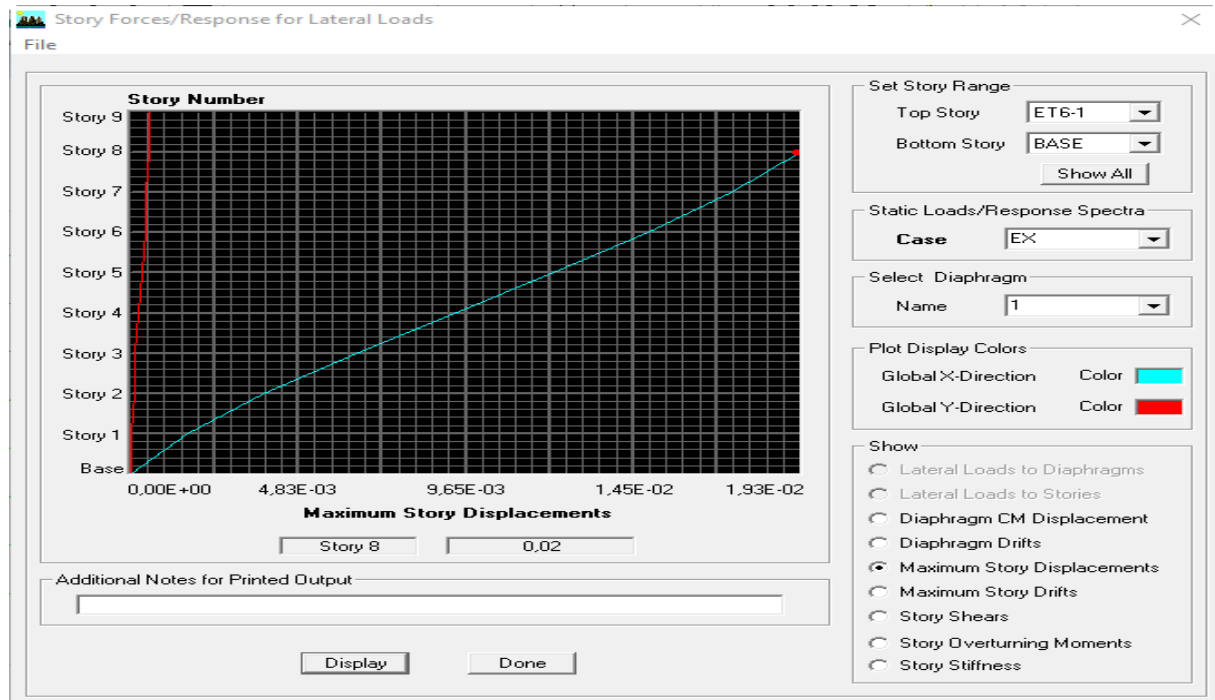 Story Forces/Response for Lateral Loads
File
Story Number
Story 9
Story 8
Story 7
Story 6
Story 5
Story 4
Story 3
Story 2
Story 1
Base
0,00E+00 4,83E-03 9,65E-03 1,45E-02 1,93E-02
Maximum Story Displacements
Story 8 0,02
Additional Notes for Printed Output
Display Done
Set Story Range
Top Story ET6-1
Bottom Story BASE
Show All
Static Loads/Response Spectra
Case EX
Select Diaphragm
Name 1
Plot Display Colors
Global X-Direction Color
Global Y-Direction Color
Show
Lateral Loads to Diaphragms
Lateral Loads to Stories
Diaphragm CM Displacement
Diaphragm Drifts
Maximum Story Displacements
Maximum Story Drifts
Story Shears
Story Overturning Moments
Story Stiffness